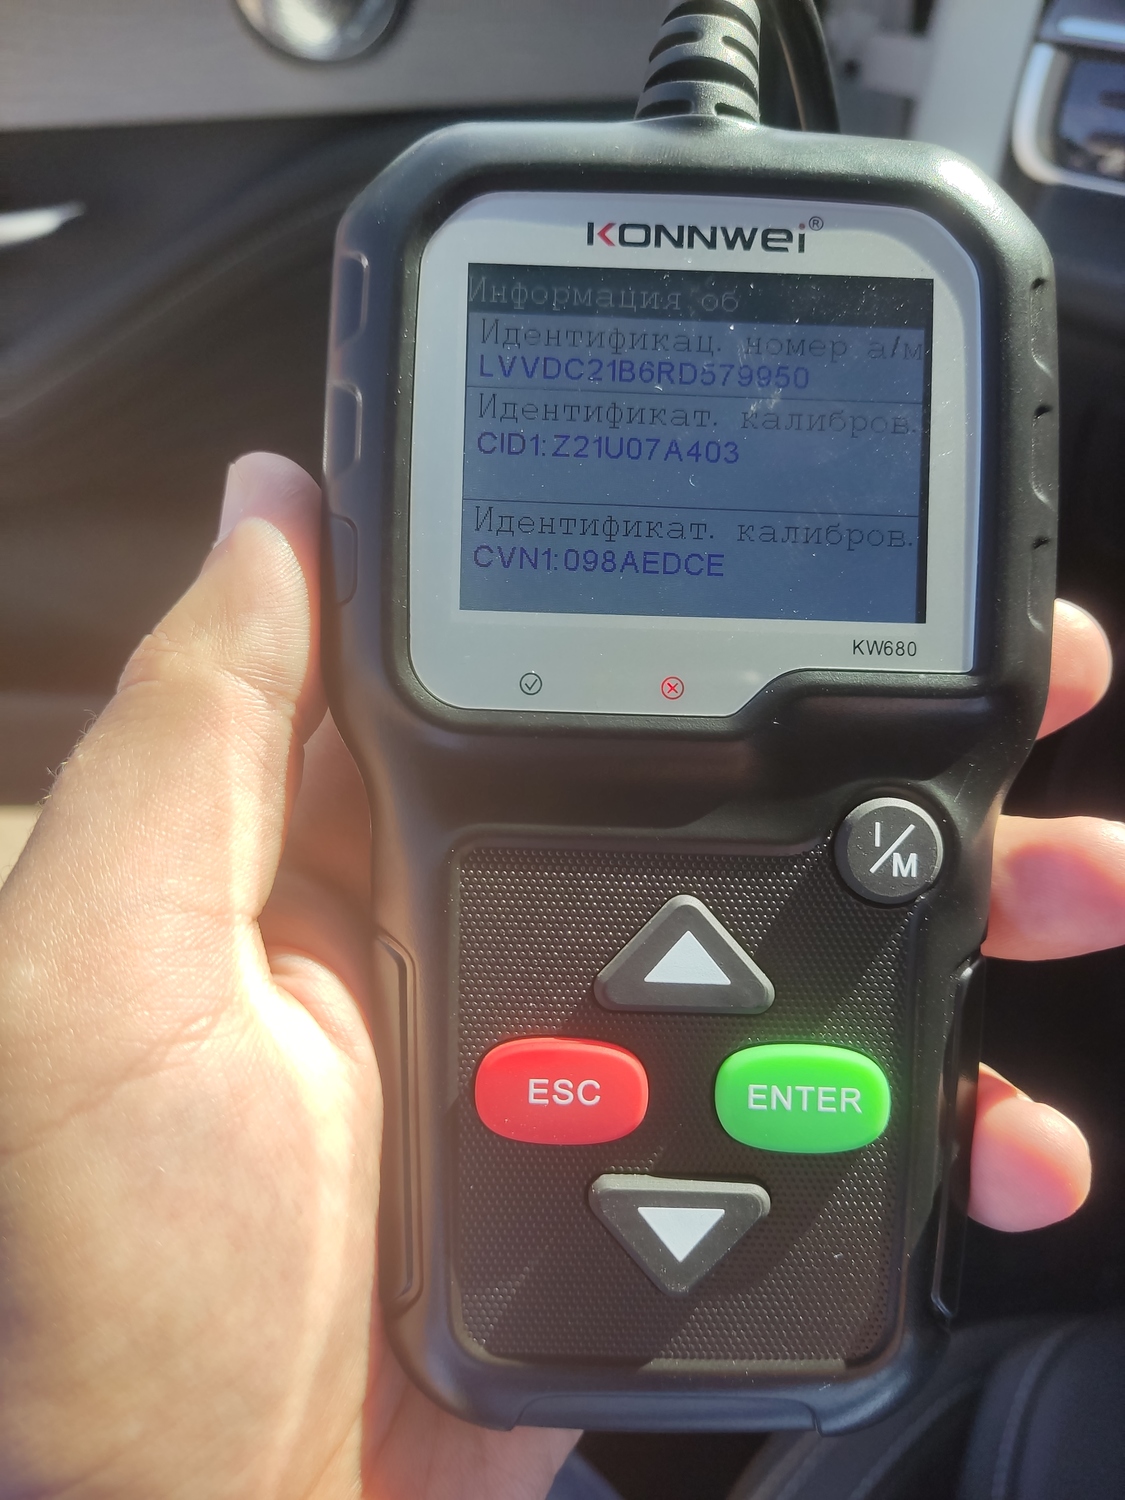 KONNWEI®
Информация об
Идентификац. номер а/м
LVVDC21B6RD579950
Идентификат. калибров.
CID1:Z21U07A403
Идентификат. калибров.
CVN1:098AEDCE
KW680
I/M
ESC
ENTER